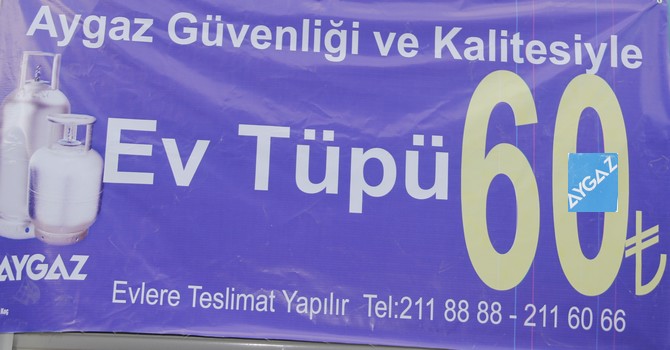 Aygaz Güvenliği ve Kalitesiyle
Ev Tüpü 60 ₺
AYGAZ
AYGAZ
Evlere Teslimat Yapılır Tel:211 88 88 - 211 60 66